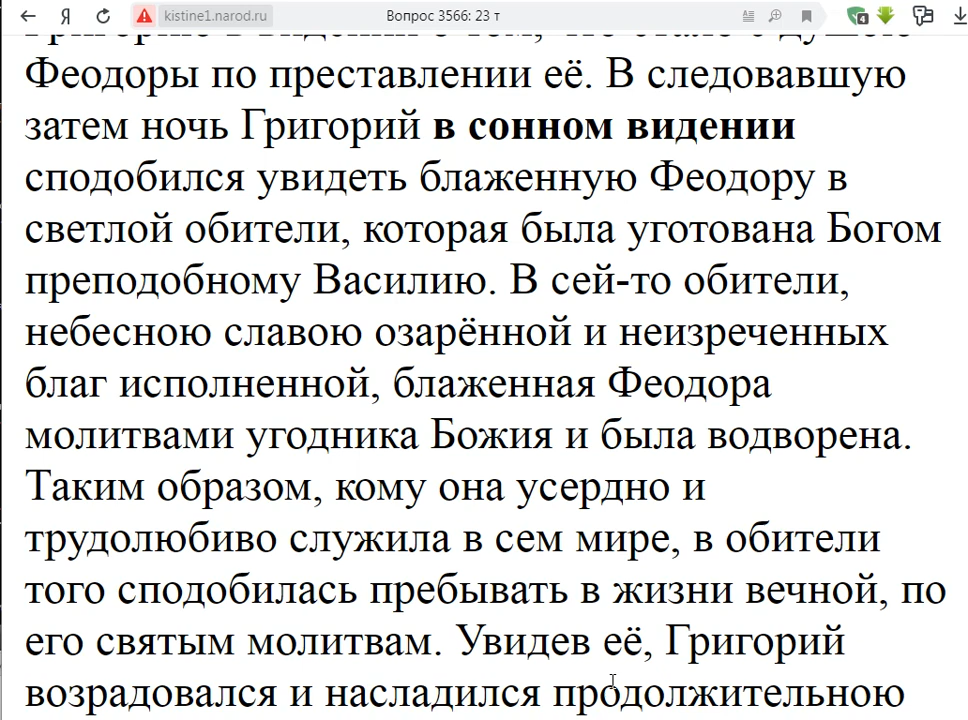 Я kistine1.narod.ru Вопрос 3566: 23 т 4
Феодоры по преставлении её. В следовавшую
затем ночь Григорий в сонном видении
сподобился увидеть блаженную Феодору в
светлой обители, которая была уготована Богом
преподобному Василию. В сей-то обители,
небесною славою озарённой и неизреченных
благ исполненной, блаженная Феодора
молитвами угодника Божия и была водворена.
Таким образом, кому она усердно и
трудолюбиво служила в сем мире, в обители
того сподобилась пребывать в жизни вечной, по
его святым молитвам. Увидев её, Григорий
возрадовался и насладился продолжительною